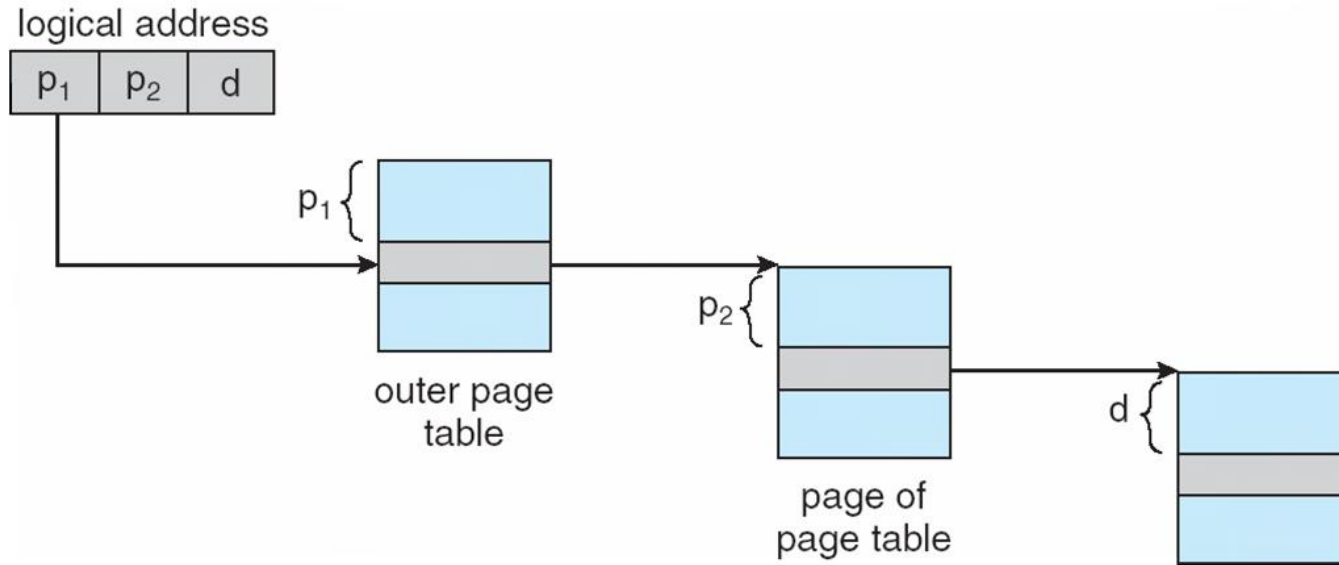 logical address
p₁ p₂ d
p₁
outer page
table
p₂
page of
page table
d